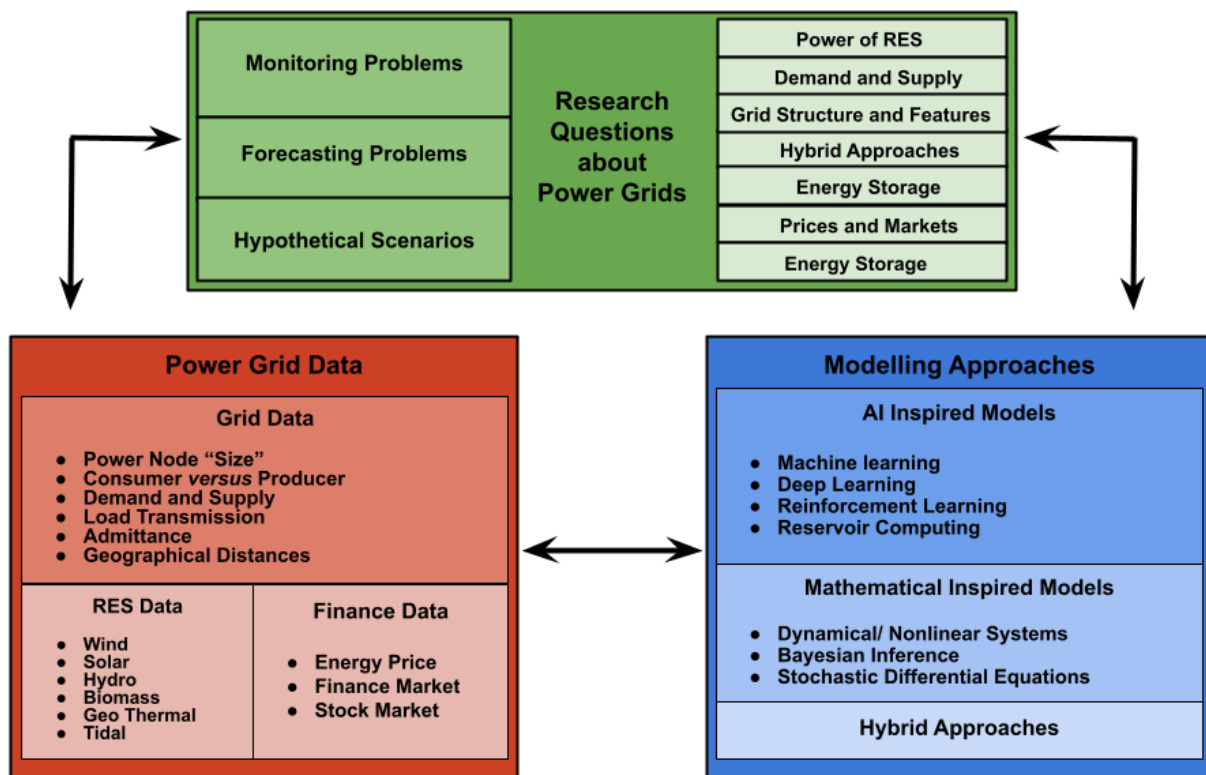 Monitoring Problems
Forecasting Problems
Hypothetical Scenarios
Research
Questions
about
Power Grids
Power of RES
Demand and Supply
Grid Structure and Features
Hybrid Approaches
Energy Storage
Prices and Markets
Energy Storage
Power Grid Data
Grid Data
● Power Node “Size”
● Consumer versus Producer
● Demand and Supply
● Load Transmission
● Admittance
● Geographical Distances
RES Data
● Wind
● Solar
● Hydro
● Biomass
● Geo Thermal
● Tidal
Finance Data
● Energy Price
● Finance Market
● Stock Market
Modelling Approaches
AI Inspired Models
● Machine learning
● Deep Learning
● Reinforcement Learning
● Reservoir Computing
Mathematical Inspired Models
● Dynamical/ Nonlinear Systems
● Bayesian Inference
● Stochastic Differential Equations
Hybrid Approaches